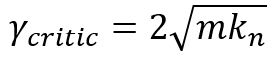 γ_critic = 2√(mk_n)